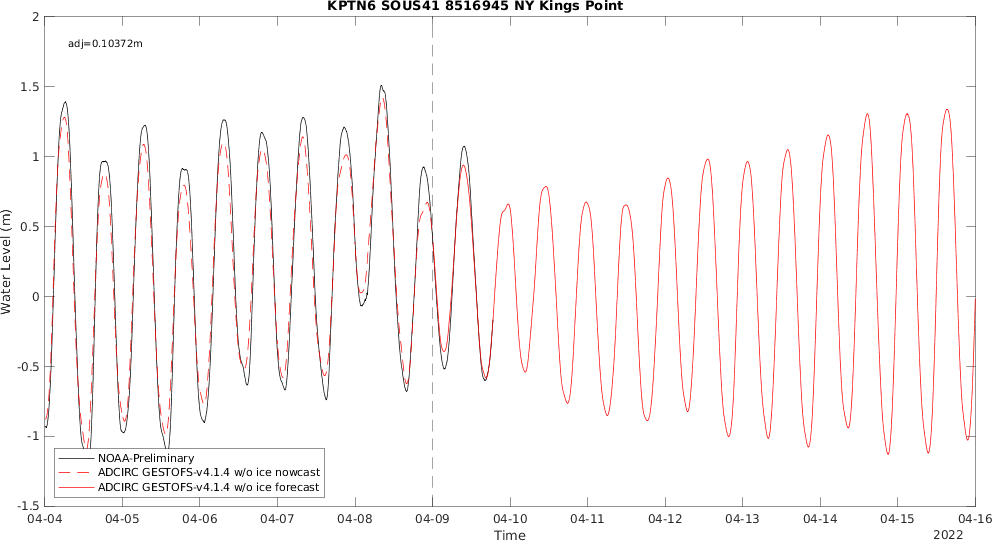 KPTN6 SOUS41 8516945 NY Kings Point
adj=0.10372m
2
1.5
1
0.5
0
-0.5
-1
-1.5
Water Level (m)
NOAA-Preliminary
ADCIRC GESTOFS-v4.1.4 w/o ice nowcast
ADCIRC GESTOFS-v4.1.4 w/o ice forecast
04-04 04-05 04-06 04-07 04-08 04-09 04-10 04-11 04-12 04-13 04-14 04-15 04-16
Time
2022